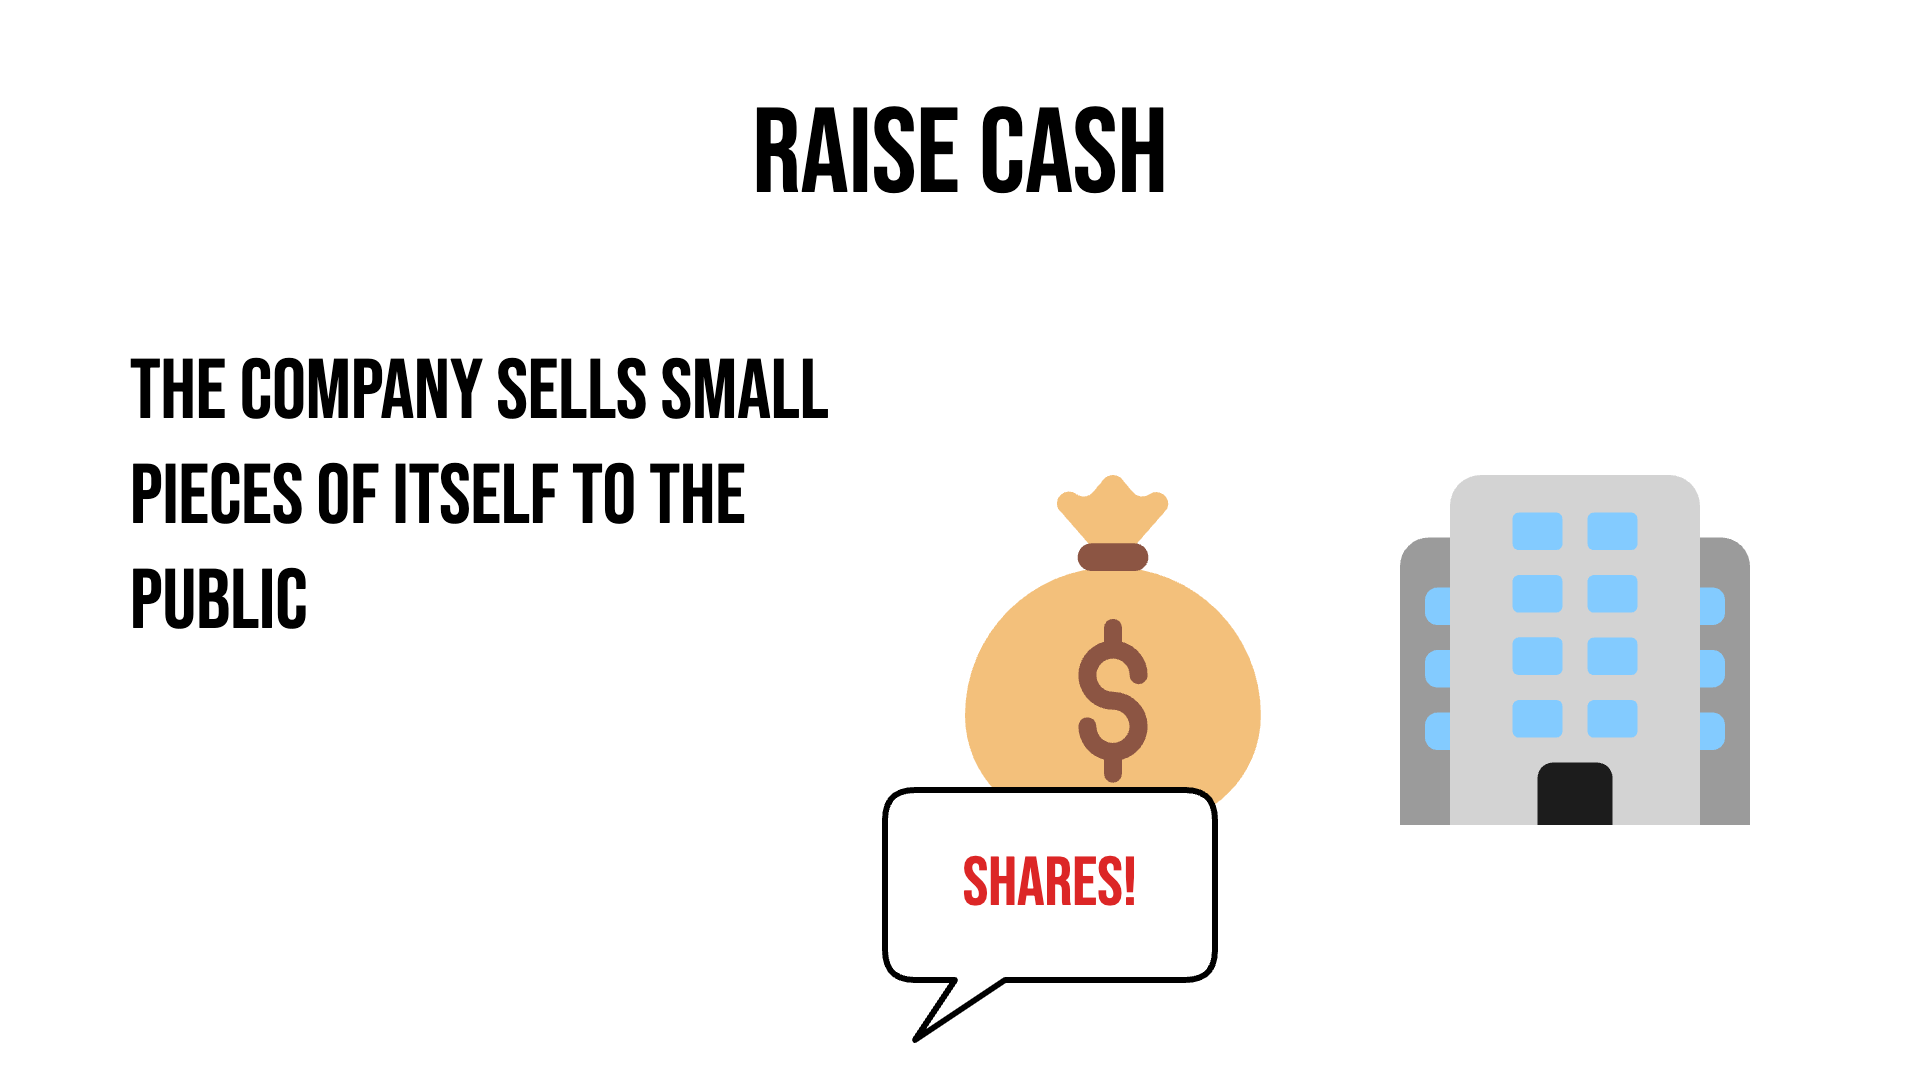 RAISE CASH
THE COMPANY SELLS SMALL
PIECES OF ITSELF TO THE
PUBLIC
$
SHARES!